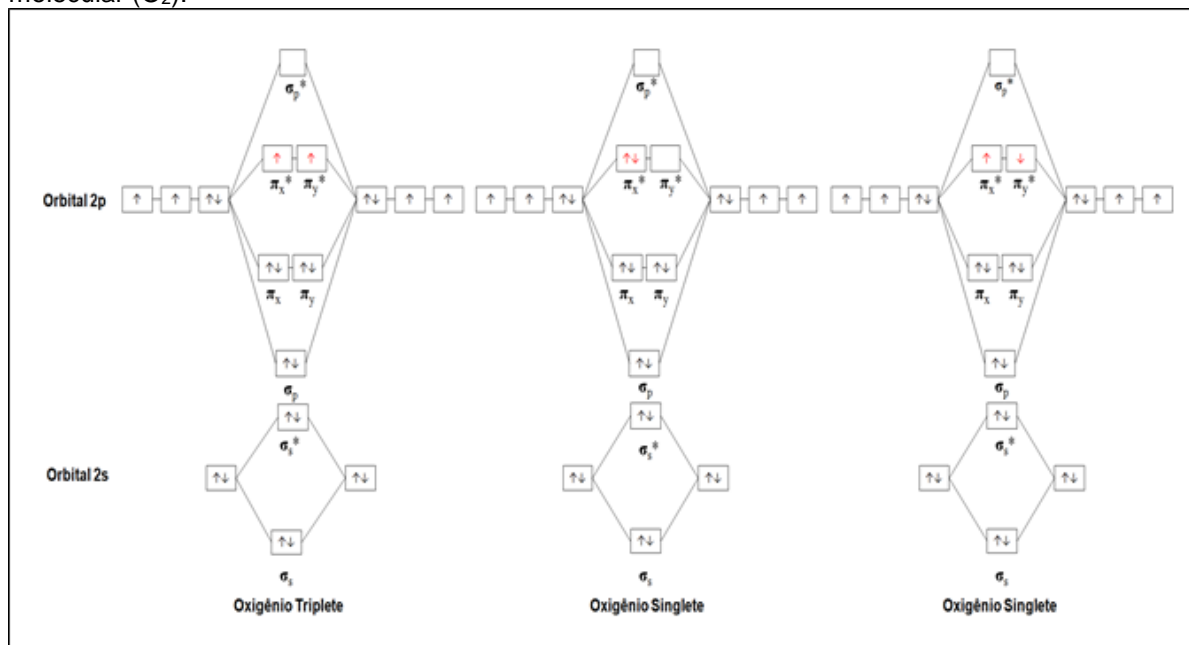 molecular (O₂).
σp* σp* σp*
↑ ↑ ↑↓ ↑ ↓
πx* πy* πx* πy* πx* πy*
Orbital 2p ↑ ↑ ↑↓ ↑↓ ↑ ↑ ↑ ↑ ↑↓ ↑↓ ↑ ↑ ↑ ↑ ↑↓ ↑↓ ↑ ↑
↑↓ ↑↓ ↑↓ ↑↓ ↑↓ ↑↓
πx πy πx πy πx πy
↑↓ ↑↓ ↑↓
σp σp σp
↑↓ ↑↓ ↑↓
σs* σs* σs*
Orbital 2s ↑↓ ↑↓ ↑↓ ↑↓ ↑↓ ↑↓
↑↓ ↑↓ ↑↓
σs σs σs
Oxigênio Triplete Oxigênio Singlete Oxigênio Singlete